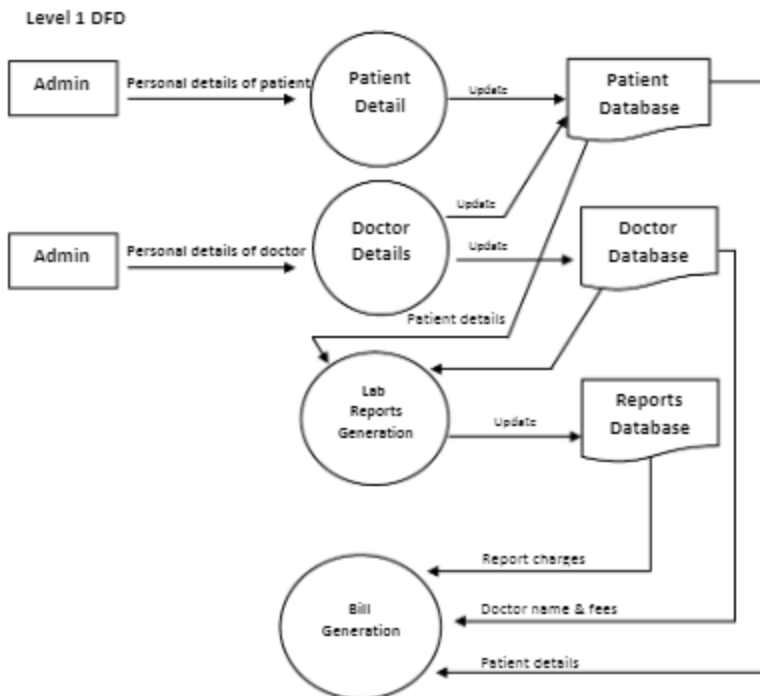 Level 1 DFD
Admin
Personal details of patient
Patient
Detail
Update
Patient
Database
Update
Admin
Personal details of doctor
Doctor
Details
Update
Doctor
Database
Patient details
Lab
Reports
Generation
Update
Reports
Database
Report charges
Bill
Generation
Doctor name & fees
Patient details